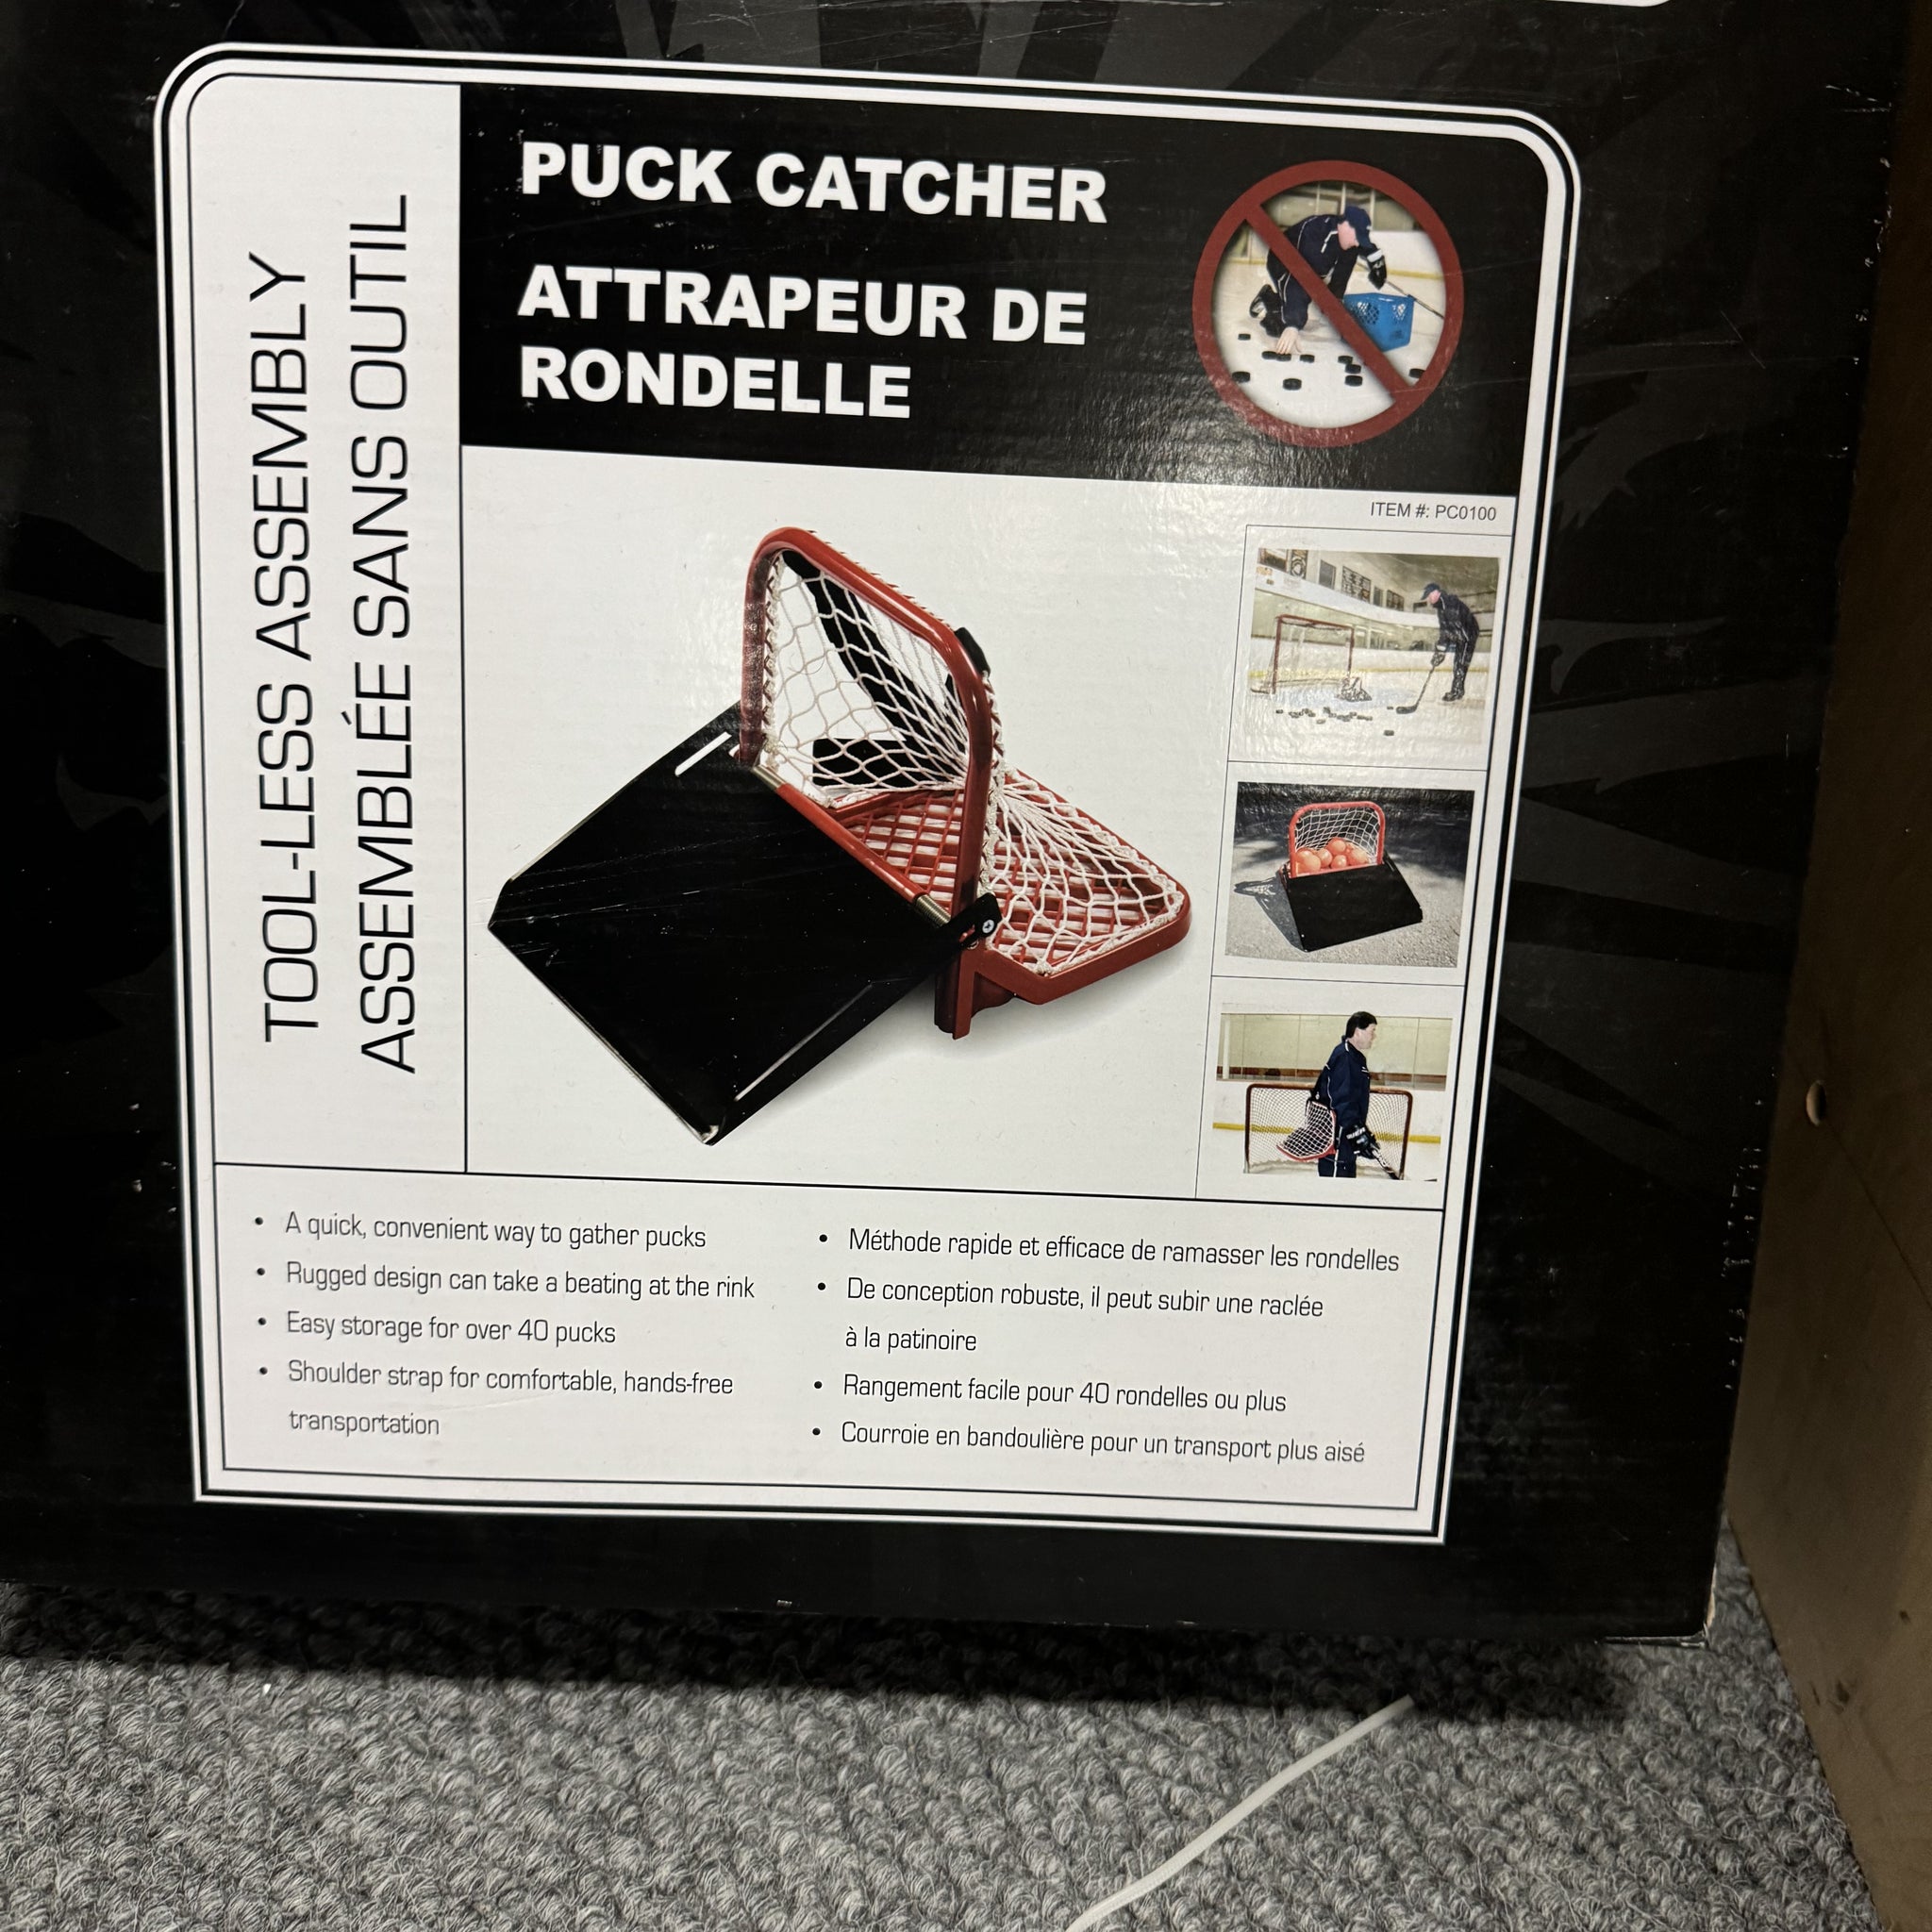 TOOL-LESS ASSEMBLY
ASSEMBLÉE SANS OUTIL
PUCK CATCHER
ATTRAPEUR DE
RONDELLE
ITEM #: PC0100
• A quick, convenient way to gather pucks
• Rugged design can take a beating at the rink
• Easy storage for over 40 pucks
• Shoulder strap for comfortable, hands-free
transportation
• Méthode rapide et efficace de ramasser les rondelles
• De conception robuste, il peut subir une raclée
à la patinoire
• Rangement facile pour 40 rondelles ou plus
• Courroie en bandoulière pour un transport plus aisé